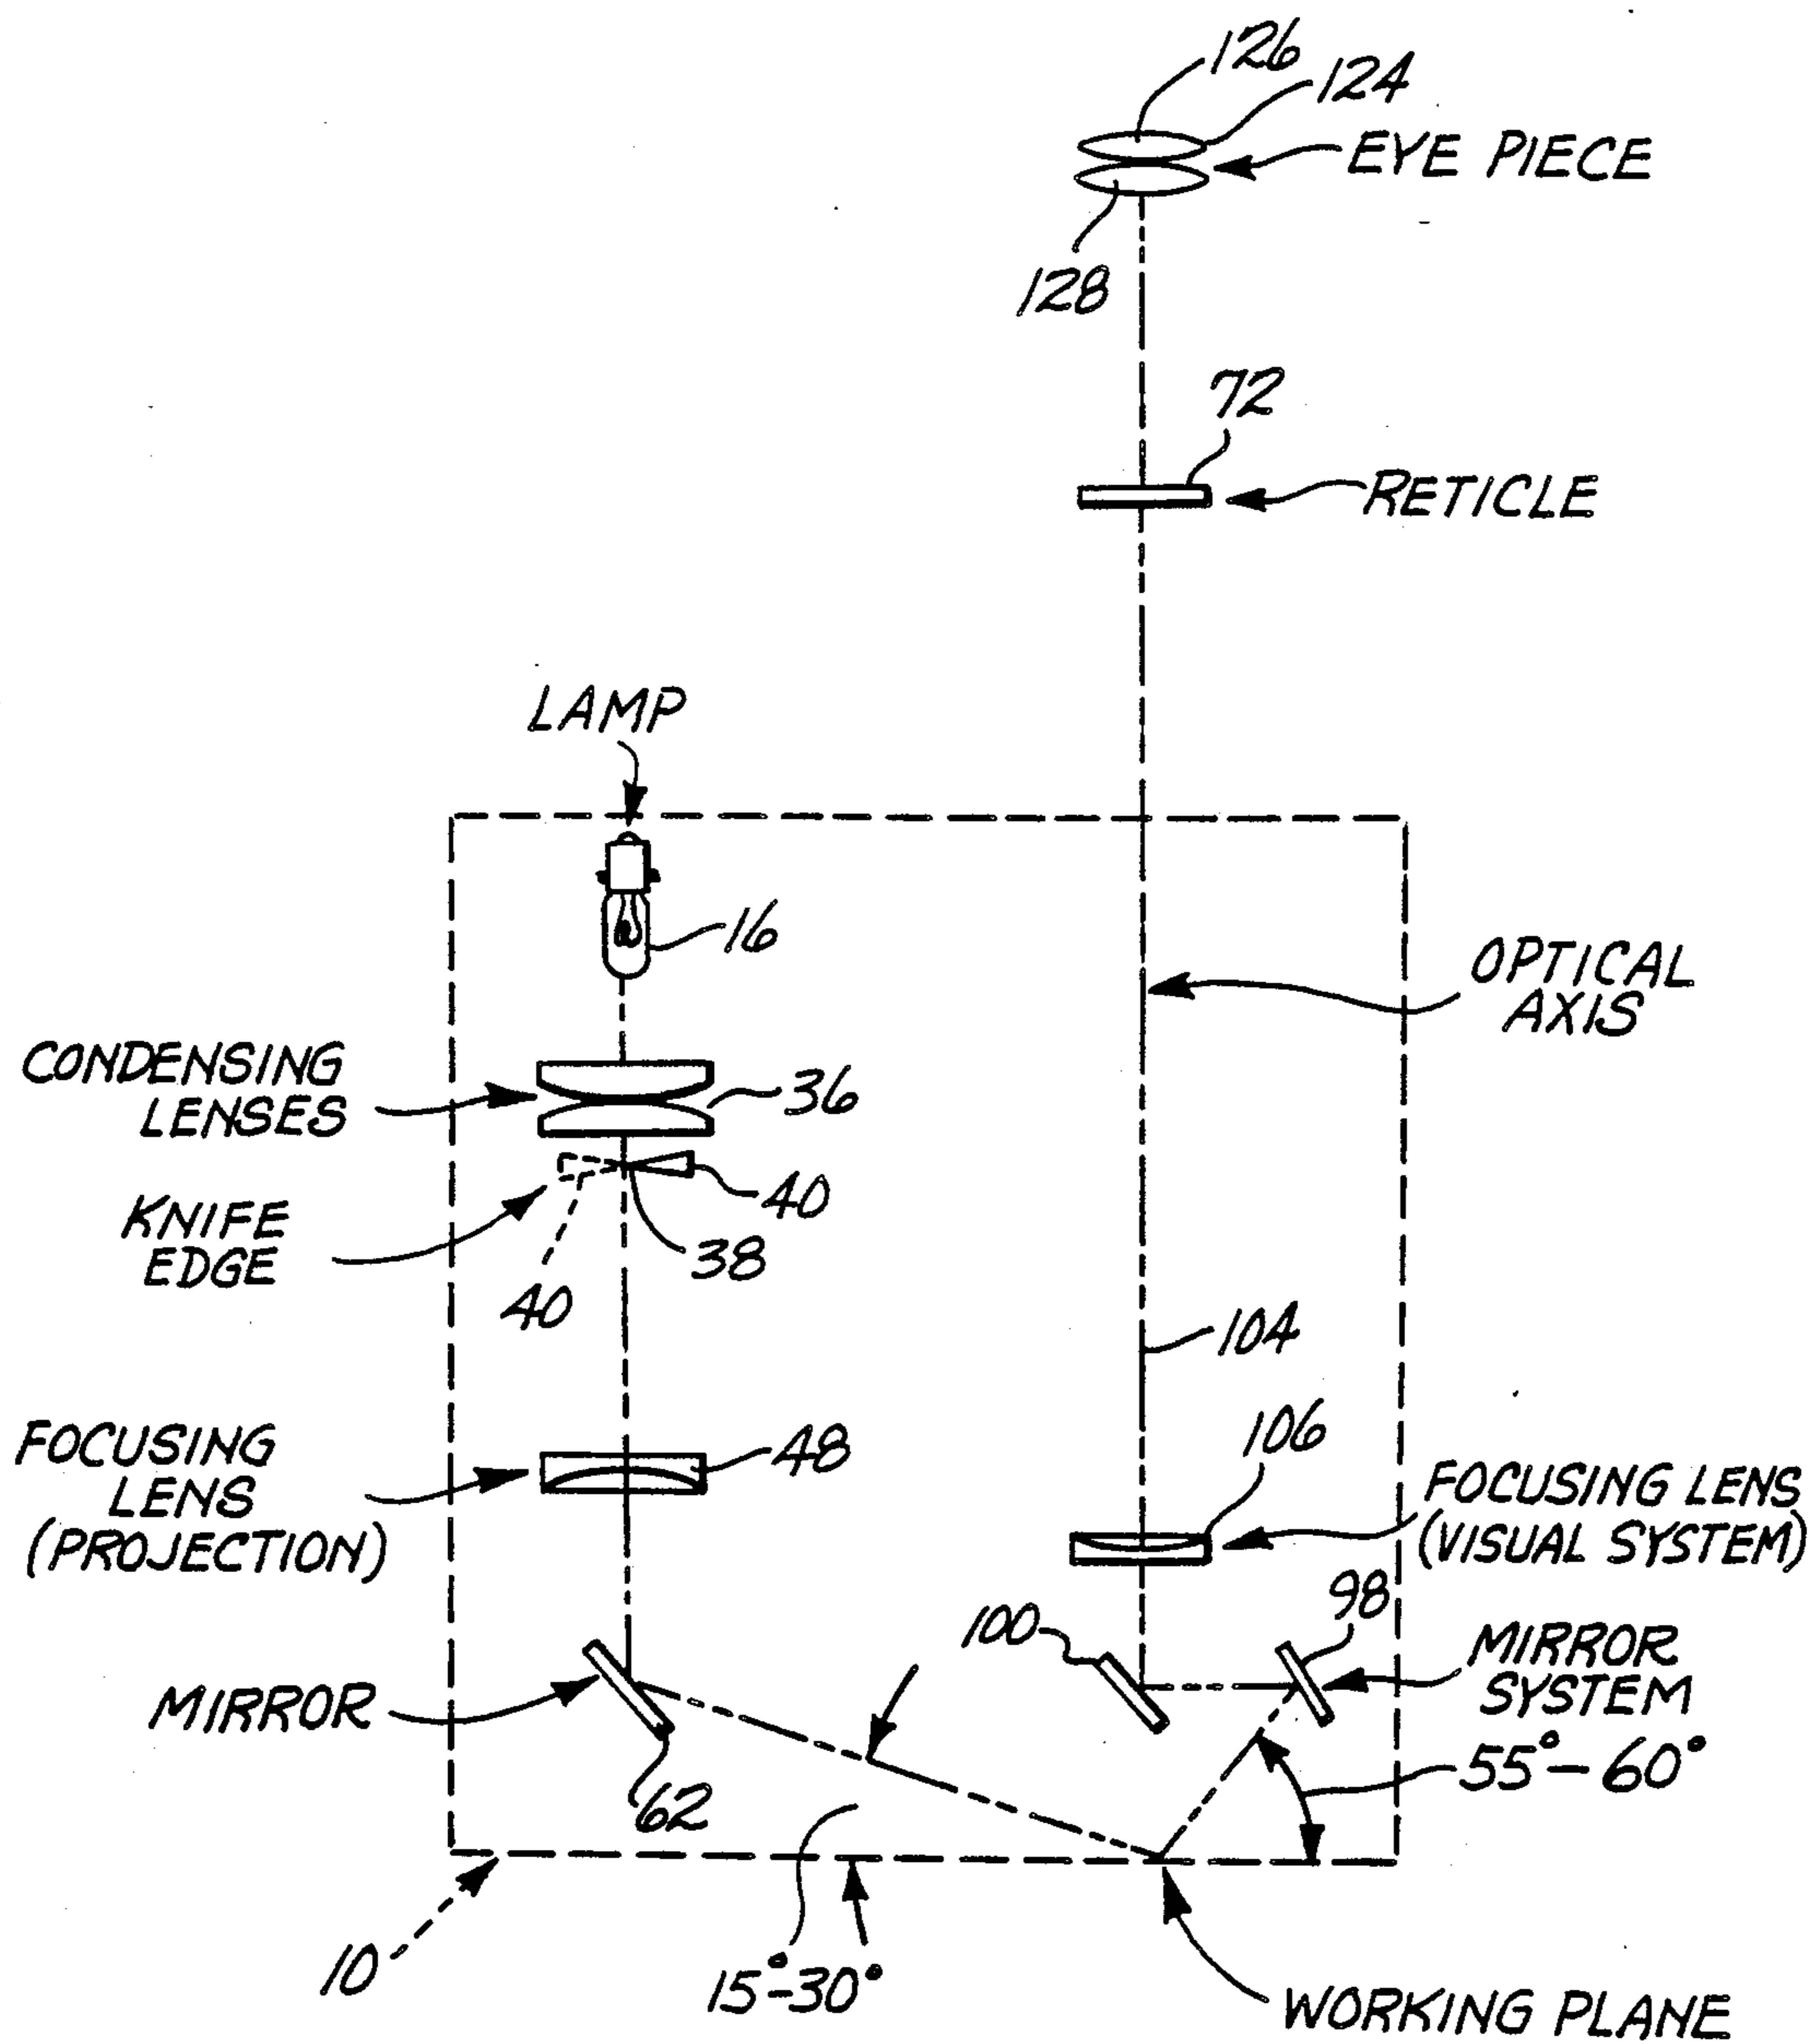 126
124
EYE PIECE
128
72
RETICLE
LAMP
16
OPTICAL
AXIS
CONDENSING
LENSES
36
40
KNIFE
EDGE
38
40
104
106
FOCUSING
LENS
(PROJECTION)
48
FOCUSING LENS
(VISUAL SYSTEM)
98
100
MIRROR
SYSTEM
MIRROR
55°-60°
62
10
15°-30°
WORKING PLANE